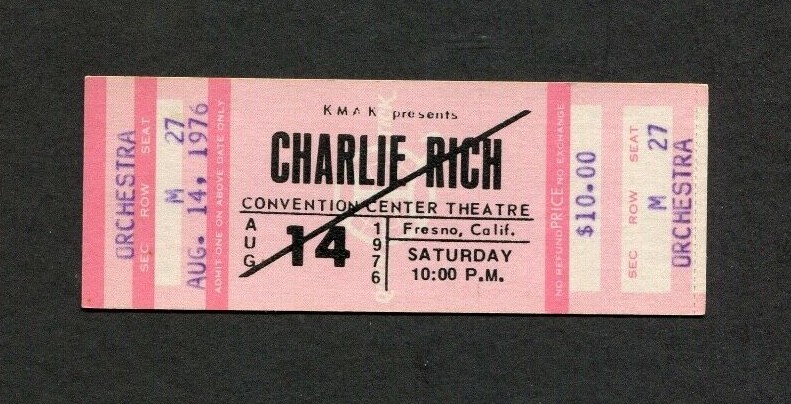 ORCHESTRA
SEC ROW SEAT
M 27
AUG. 14, 1976
ADMIT ONE ON ABOVE DATE ONLY
KMAK presents
CHARLIE RICH
CONVENTION CENTER THEATRE
AUG 14 1976
Fresno, Calif.
SATURDAY
10:00 P.M.
NO REFUND PRICE NO EXCHANGE
$10.00
SEC ROW SEAT
M 27
ORCHESTRA